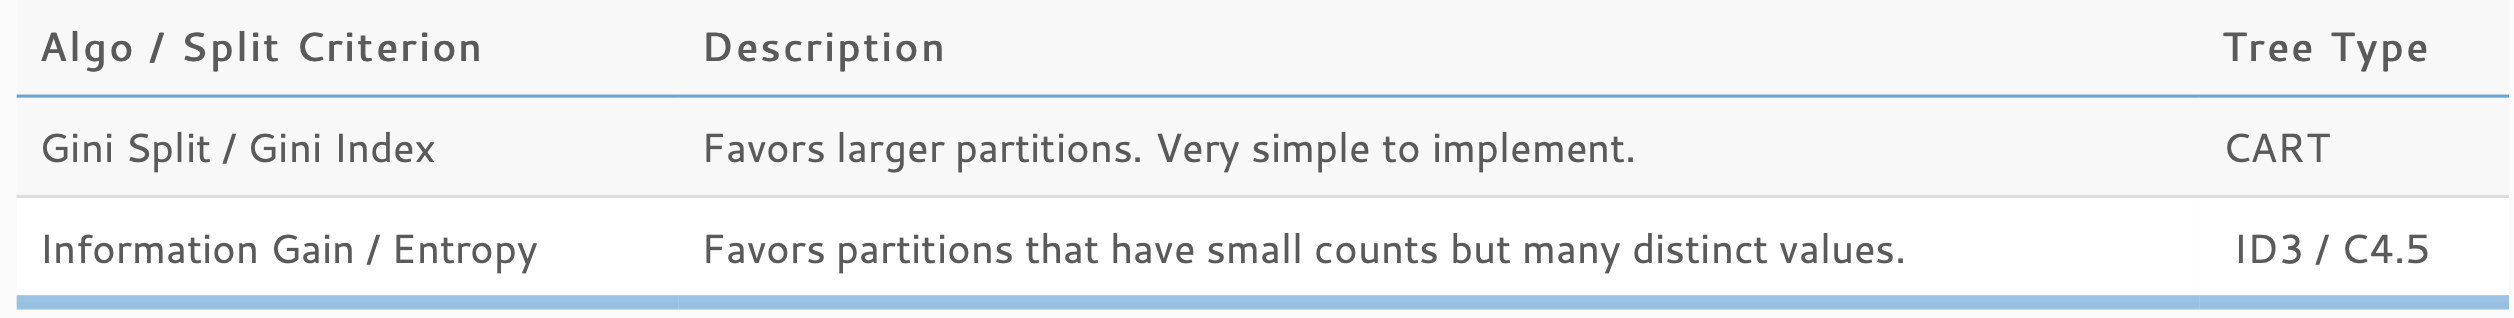 Algo / Split Criterion Description Tree Type
Gini Split / Gini Index Favors larger partitions. Very simple to implement. CART
Information Gain / Entropy Favors partitions that have small counts but many distinct values. ID3 / C4.5